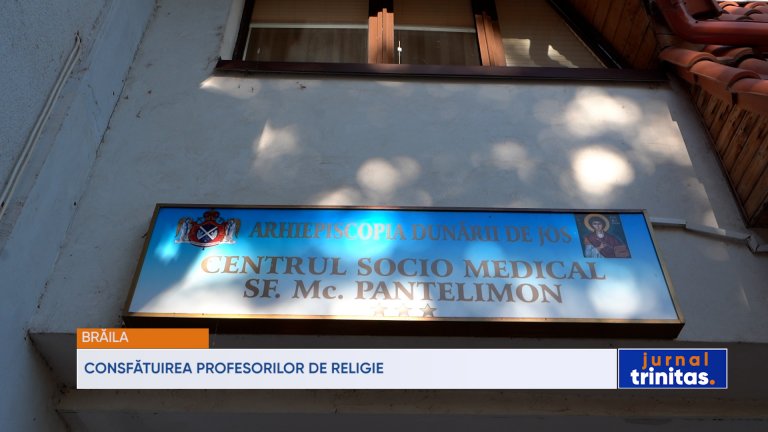 ARHIEPISCOPIA DUNĂRII DE JOS
CENTRUL SOCIO MEDICAL
SF. Mc. PANTELIMON
BRĂILA
CONSFĂTUIREA PROFESORILOR DE RELIGIE
jurnal
trinitas.